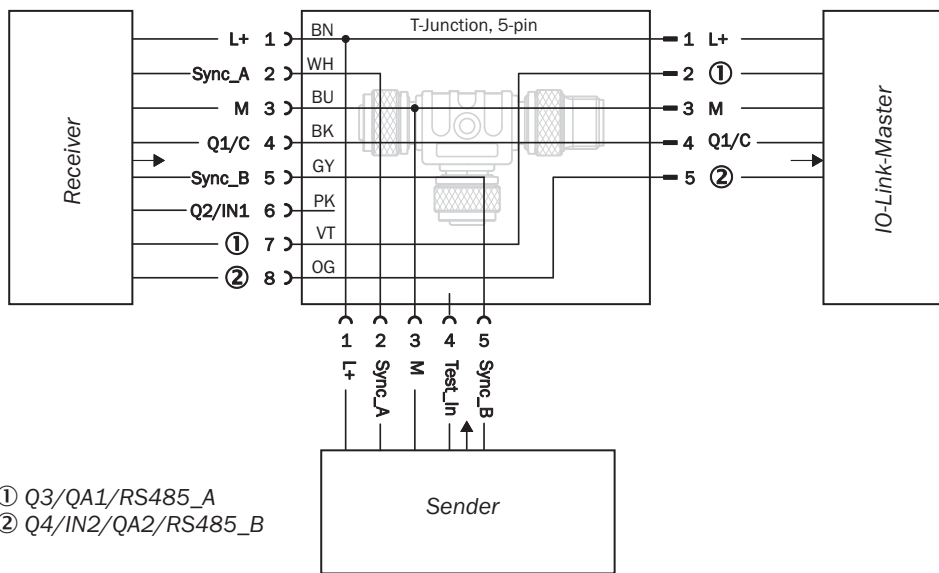 T-Junction, 5-pin
Receiver
L+ 1 BN
Sync_A 2 WH
M 3 BU
Q1/C 4 BK
Sync_B 5 GY
Q2/IN1 6 PK
① 7 VT
② 8 OG
1 L+
2 ①
3 M
4 Q1/C
5 ②
IO-Link-Master
1 2 3 4 5
L+
Sync_A
M
Test_In
Sync_B
Sender
① Q3/QA1/RS485_A
② Q4/IN2/QA2/RS485_B